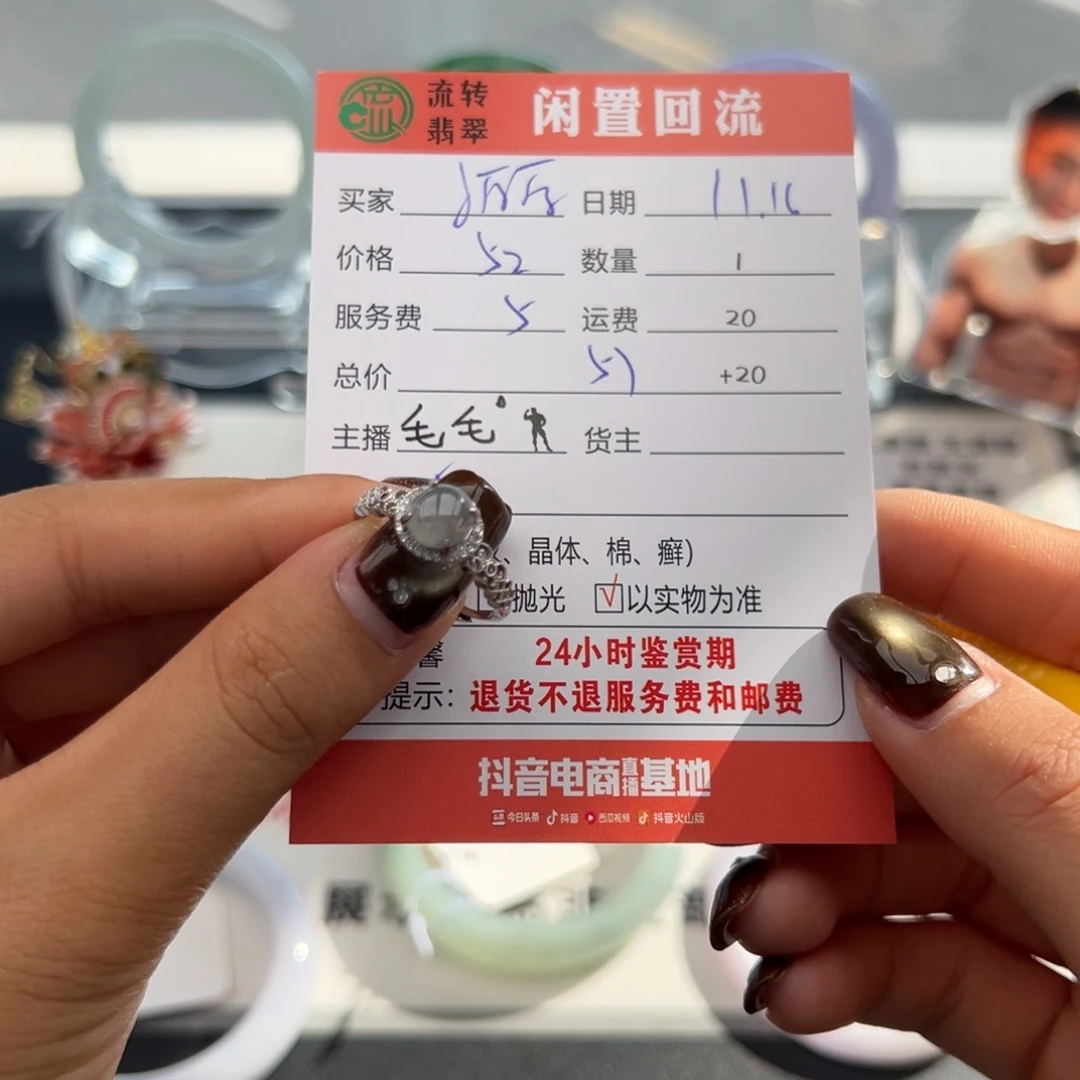 流转翡翠 闲置回流
买家 日期 11.16
价格 52 数量 1
服务费 5 运费 20
总价 57 +20
主播 毛毛 货主
、晶体、棉、癣)
抛光 √以实物为准
馨 24小时鉴赏期
提示: 退货不退服务费和邮费
抖音电商直播基地
头条 今日头条 抖音 西瓜视频 抖音火山版
展